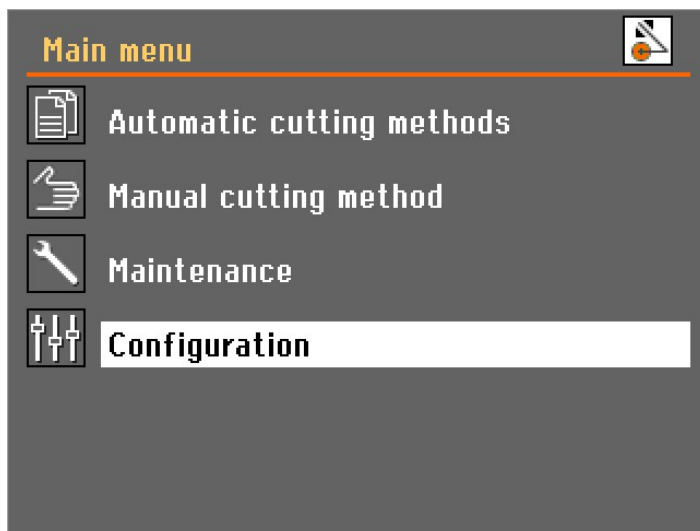 Main menu
Automatic cutting methods
Manual cutting method
Maintenance
Configuration